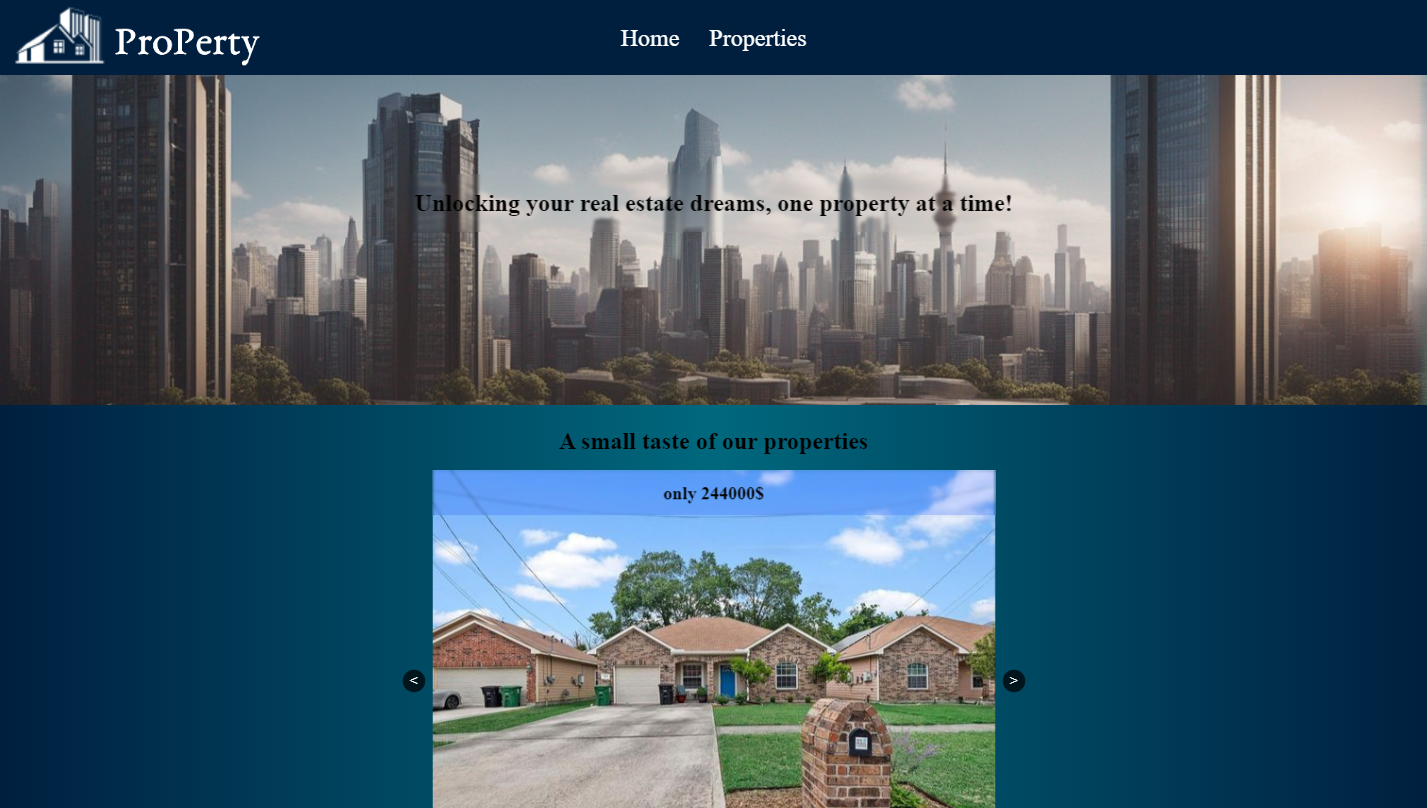 ProPerty
Home Properties
Unlocking your real estate dreams, one property at a time!
A small taste of our properties
only 244000$
< >